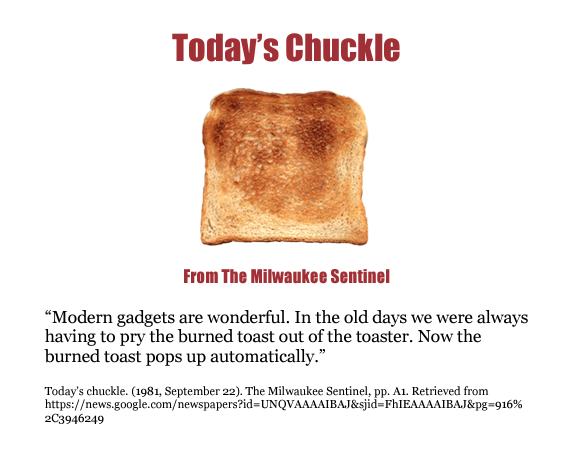 Today’s Chuckle
From The Milwaukee Sentinel
“Modern gadgets are wonderful. In the old days we were always
having to pry the burned toast out of the toaster. Now the
burned toast pops up automatically.”
Today's chuckle. (1981, September 22). The Milwaukee Sentinel, pp. A1. Retrieved from
https://news.google.com/newspapers?id=UNQVAAAAIBAJ&sjid=FhIEAAAAIBAJ&pg=916%
2C3946249